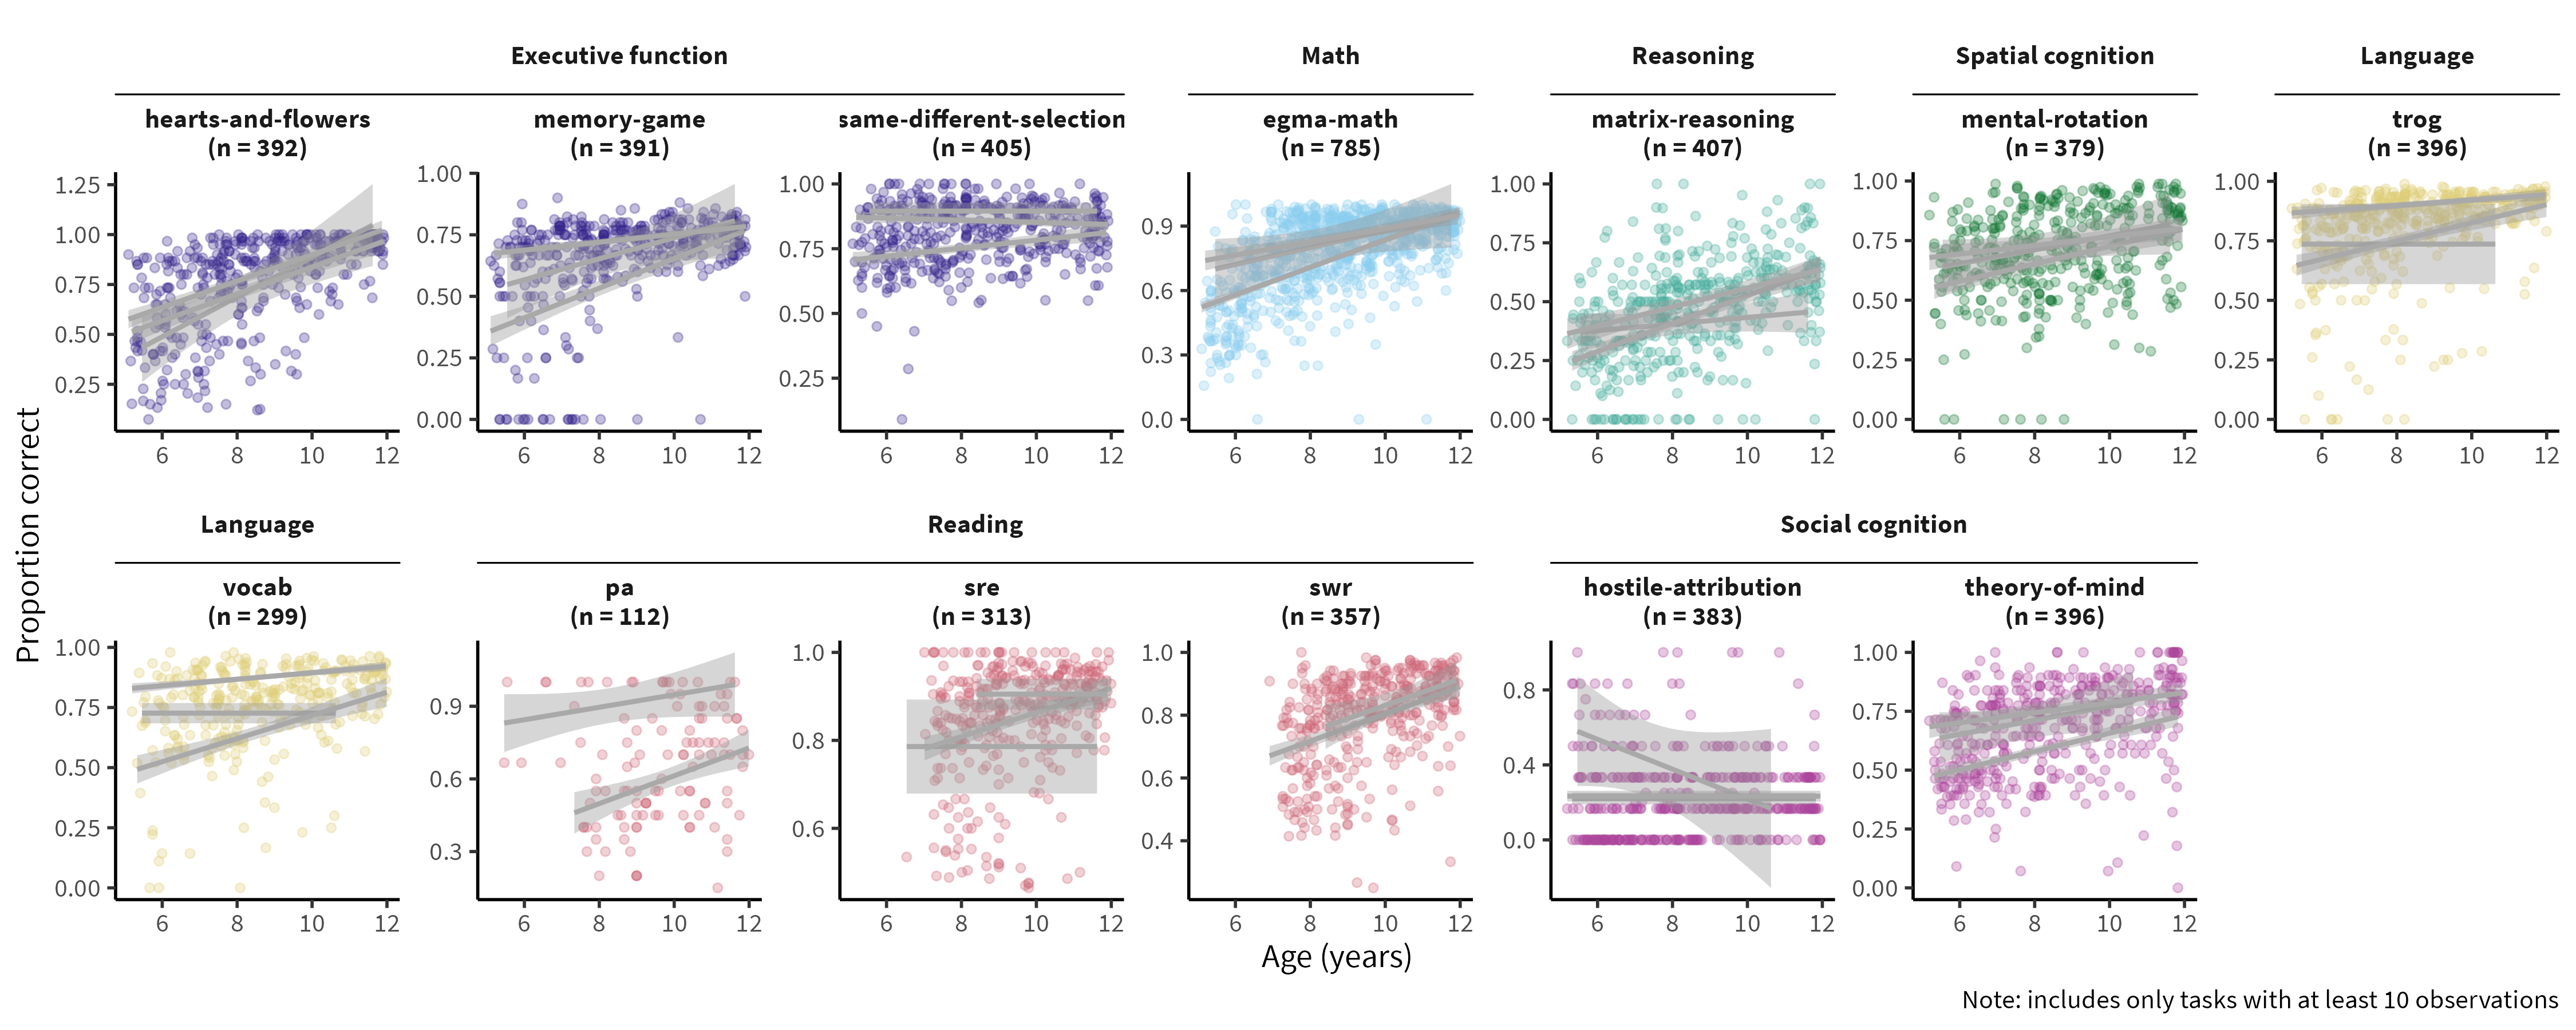 Executive function
Math
Reasoning
Spatial cognition
Language
hearts-and-flowers
(n = 392)
memory-game
(n = 391)
same-different-selection
(n = 405)
egma-math
(n = 785)
matrix-reasoning
(n = 407)
mental-rotation
(n = 379)
trog
(n = 396)
1.25
1.00
0.75
0.50
0.25
6 8 10 12
1.00
0.75
0.50
0.25
0.00
6 8 10 12
1.00
0.75
0.50
0.25
6 8 10 12
0.9
0.6
0.3
0.0
6 8 10 12
1.00
0.75
0.50
0.25
0.00
6 8 10 12
1.00
0.75
0.50
0.25
0.00
6 8 10 12
1.00
0.75
0.50
0.25
0.00
6 8 10 12
Proportion correct
Language
Reading
Social cognition
vocab
(n = 299)
pa
(n = 112)
sre
(n = 313)
swr
(n = 357)
hostile-attribution
(n = 383)
theory-of-mind
(n = 396)
1.00
0.75
0.50
0.25
0.00
6 8 10 12
0.9
0.6
0.3
6 8 10 12
1.0
0.8
0.6
6 8 10 12
1.0
0.8
0.6
0.4
6 8 10 12
0.8
0.4
0.0
6 8 10 12
1.00
0.75
0.50
0.25
0.00
6 8 10 12
Age (years)
Note: includes only tasks with at least 10 observations